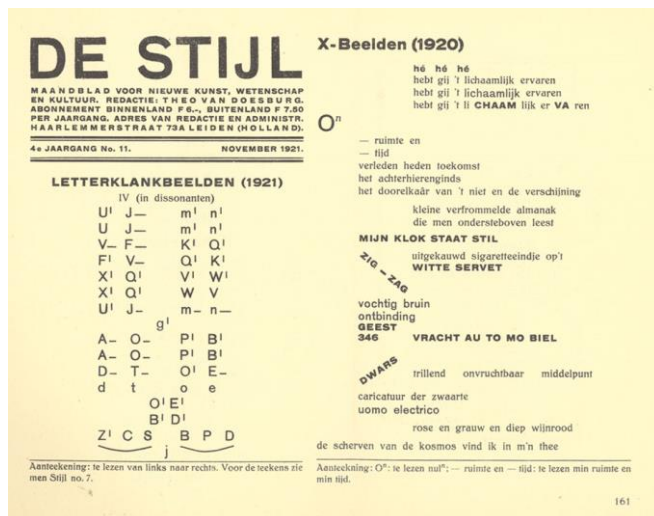 DE STIJL
MAANDBLAD VOOR NIEUWE KUNST, WETENSCHAP
EN KULTUUR. REDACTIE: THEO VAN DOESBURG.
ABONNEMENT BINNENLAND F 6.-, BUITENLAND F 7.50
PER JAARGANG. ADRES VAN REDACTIE EN ADMINISTR.
HAARLEMMERSTRAAT 73A LEIDEN (HOLLAND).
4e JAARGANG No. 11. NOVEMBER 1921.
LETTERKLANKBEELDEN (1921)
IV (in dissonanten)
U| J— m| n|
U J— m| n|
V— F— K| Q|
F| V— Q| K|
X| Q| V| W|
X| Q| W V
U| J— m— n—
g|
A— O— P| B|
A— O— P| B|
D— T— O| E—
d t o e
O| E|
B| D|
Z| C S B P D
j
Aanteekening: te lezen van links naar rechts. Voor de teekens zie
men Stijl no. 7.
X-Beelden (1920)
hé hé hé
hebt gij 't lichaamlijk ervaren
hebt gij 't lichaamlijk ervaren
hebt gij 't li CHAAM lijk er VA ren
Oⁿ
— ruimte en
— tijd
verleden heden toekomst
het achterhierenginds
het doorelkaâr van 't niet en de verschijning
kleine verfrommelde almanak
die men ondersteboven leest
MIJN KLOK STAAT STIL
uitgekauwd sigaretteeindje op't
WITTE SERVET
ZIG – ZAG
vochtig bruin
ontbinding
GEEST
346 VRACHT AU TO MO BIEL
DWARS
trillend onvruchtbaar middelpunt
caricatuur der zwaarte
uomo electrico
rose en grauw en diep wijnrood
de scherven van de kosmos vind ik in m'n thee
Aanteekning: Oⁿ: te lezen nulⁿ; — ruimte en — tijd: te lezen min ruimte en
min tijd.
161